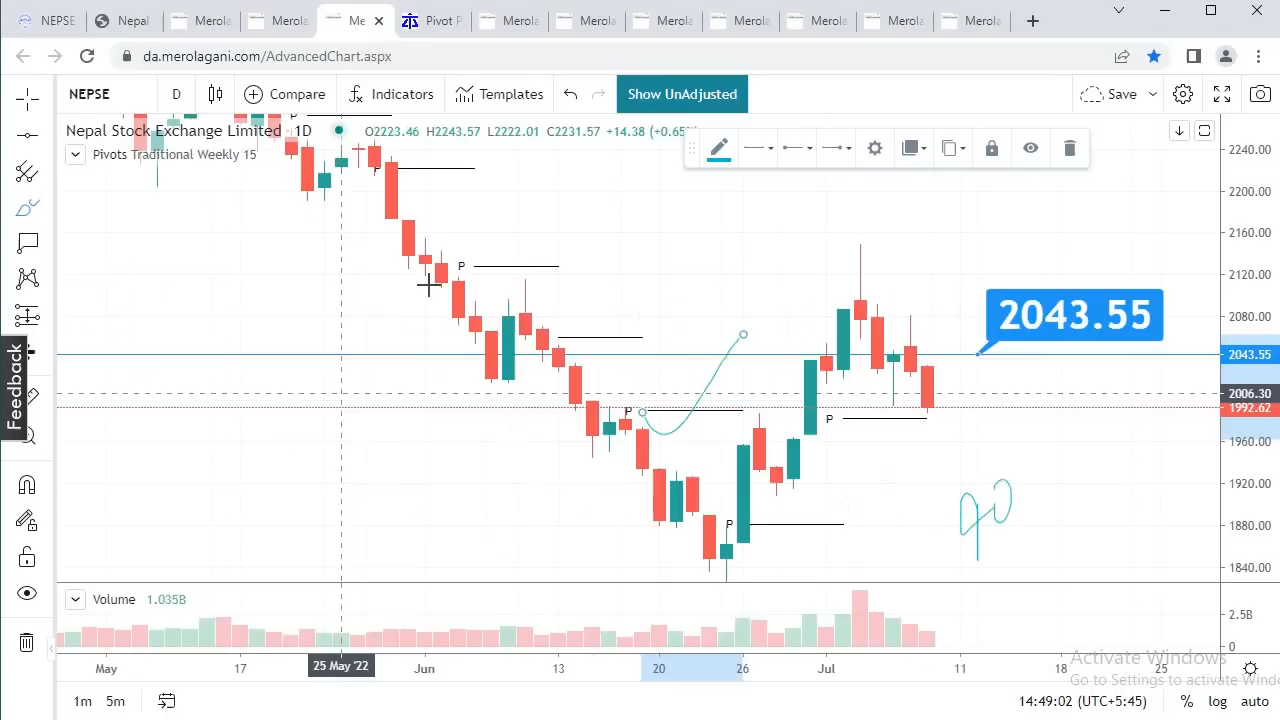 NEPSE Nepal Merola Merola Me Pivot P Merola Merola Merola Merola Merola Merola Merola
da.merolagani.com/AdvancedChart.aspx
NEPSE D Compare Indicators Templates Show UnAdjusted Save
Nepal Stock Exchange Limited 1D O2223.46 H2243.57 L2222.01 C2231.57 +14.38
Pivots Traditional Weekly 15
2240.00
2200.00
2160.00
2120.00
2080.00
2043.55
2043.55
2006.30
1992.62
1960.00
1920.00
1880.00
1840.00
P
P
P
P
P
P
Feedback
Volume 1.035B
2.5B
0
May 17 25 May '22 Jun 13 20 26 Jul 11 18 25
Activate Windows
Go to Settings to activate Wind
1m 5m 14:49:02 (UTC+5:45) % log auto